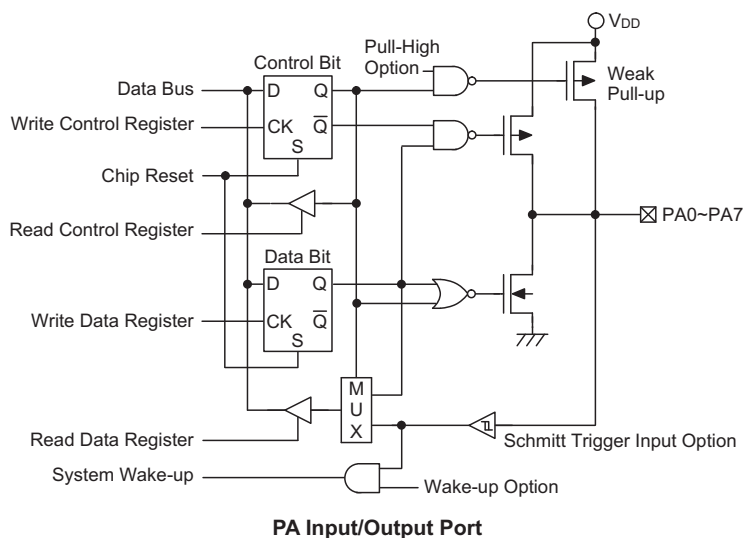 VDD
Control Bit
Pull-High
Option
Weak
Pull-up
Data Bus
D Q
Write Control Register
CK Q
S
Chip Reset
Read Control Register
PA0~PA7
Data Bit
D Q
Write Data Register
CK Q
S
M
U
X
Read Data Register
Schmitt Trigger Input Option
System Wake-up
Wake-up Option
PA Input/Output Port